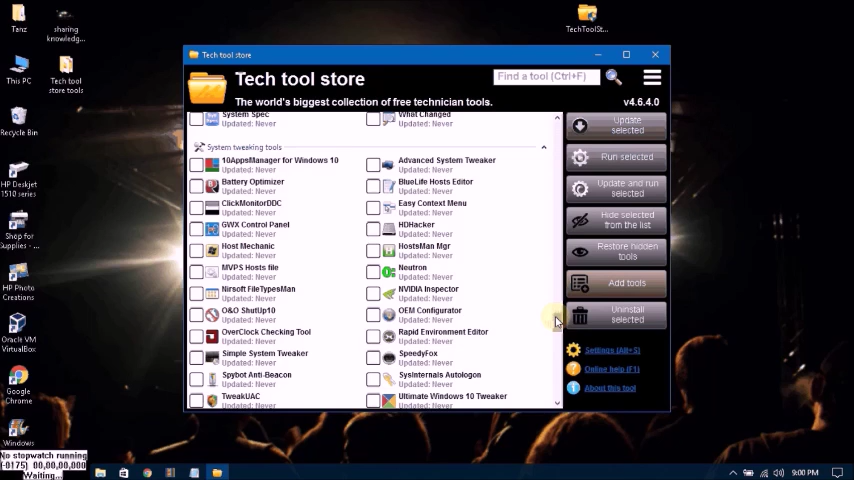 Tanz
sharing
knowledg...
This PC
Tech tool
store tools
Recycle Bin
HP Deskjet
1510 series
Shop for
Supplies - ...
HP Photo
Creations
Oracle VM
VirtualBox
Google
Chrome
Windows
TechToolSt...
Tech tool store
Tech tool store
Find a tool (Ctrl+F)
The world's biggest collection of free technician tools.
v4.6.4.0
System Spec
Updated: Never
What Changed
Updated: Never
System tweaking tools
10AppsManager for Windows 10
Updated: Never
Advanced System Tweaker
Updated: Never
Battery Optimizer
Updated: Never
BlueLife Hosts Editor
Updated: Never
ClickMonitorDDC
Updated: Never
Easy Context Menu
Updated: Never
GWX Control Panel
Updated: Never
HDHacker
Updated: Never
Host Mechanic
Updated: Never
HostsMan Mgr
Updated: Never
MVPS Hosts file
Updated: Never
Neutron
Updated: Never
Nirsoft FileTypesMan
Updated: Never
NVIDIA Inspector
Updated: Never
O&O ShutUp10
Updated: Never
OEM Configurator
Updated: Never
OverClock Checking Tool
Updated: Never
Rapid Environment Editor
Updated: Never
Simple System Tweaker
Updated: Never
SpeedyFox
Updated: Never
Spybot Anti-Beacon
Updated: Never
SysInternals Autologon
Updated: Never
TweakUAC
Updated: Never
Ultimate Windows 10 Tweaker
Updated: Never
Update
selected
Run selected
Update and run
selected
Hide selected
from the list
Restore hidden
tools
Add tools
Uninstall
selected
Settings (Alt+S)
Online help (F1)
About this tool
No stopwatch running
(-0175) 00,00,00,000
Waiting...
9:00 PM